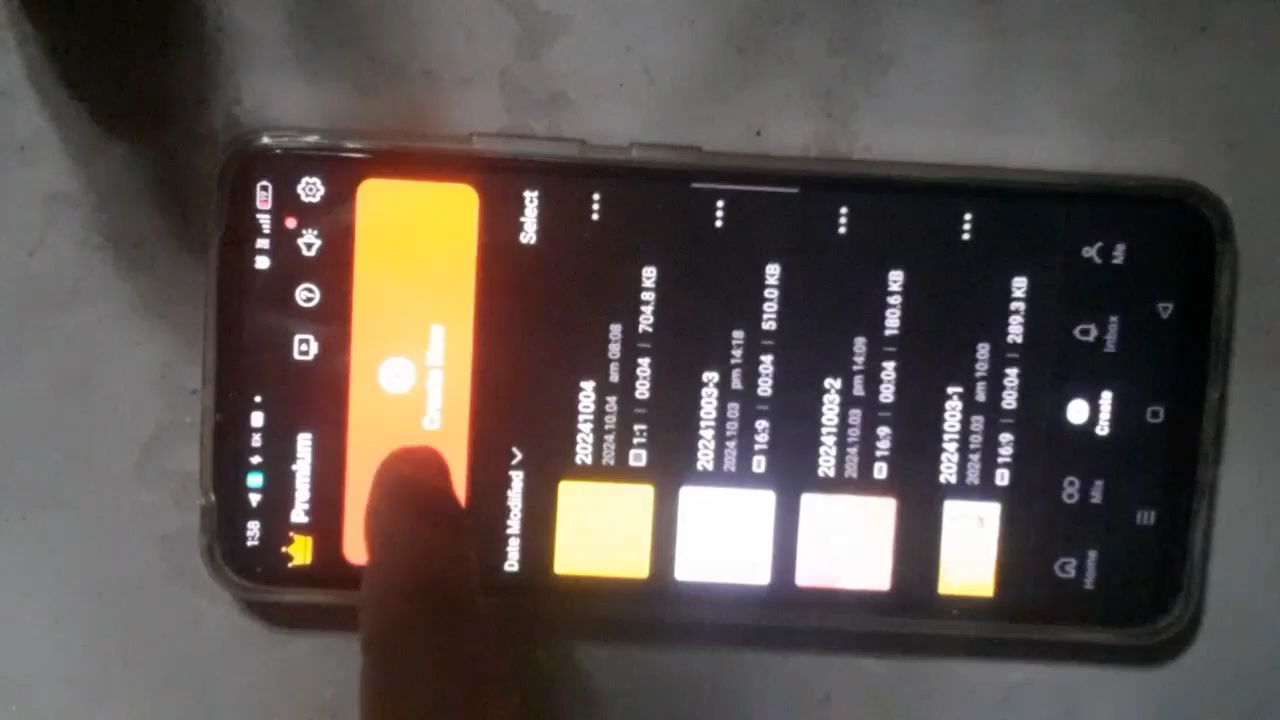 1:58
Premium
Create New
Date Modified
Select
20241004
2024.10.04 am 08:08
1:1 | 00:04 | 704.8 KB
20241003-3
2024.10.03 pm 14:18
16:9 | 00:04 | 510.0 KB
20241003-2
2024.10.03 pm 14:09
16:9 | 00:04 | 180.6 KB
20241003-1
2024.10.03 am 10:00
16:9 | 00:04 | 289.3 KB
Home
Mix
Create
Inbox
Me